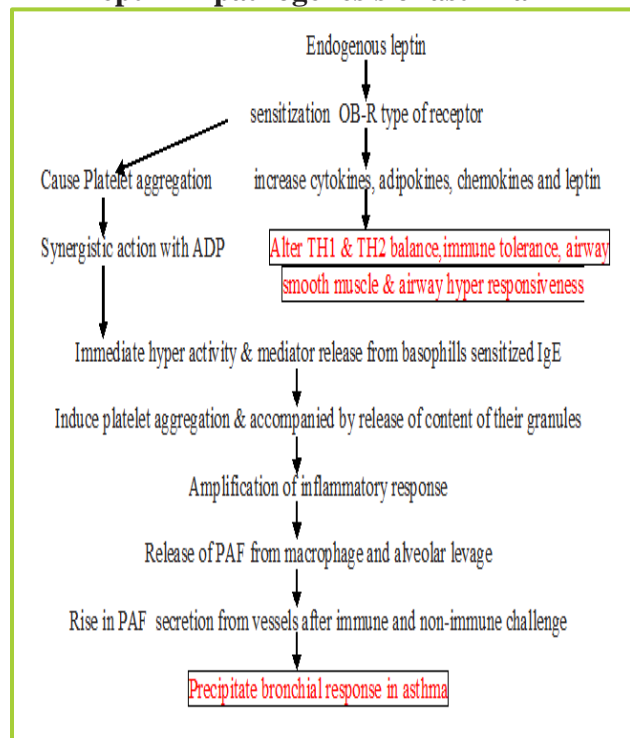 Endogenous leptin
sensitization OB-R type of receptor
Cause Platelet aggregation
increase cytokines, adipokines, chemokines and leptin
Synergistic action with ADP
Alter TH1 & TH2 balance, immune tolerance, airway
smooth muscle & airway hyper responsiveness
Immediate hyper activity & mediator release from basophills sensitized IgE
Induce platelet aggregation & accompanied by release of content of their granules
Amplification of inflammatory response
Release of PAF from macrophage and alveolar levage
Rise in PAF secretion from vessels after immune and non-immune challenge
Precipitate bronchial response in asthma